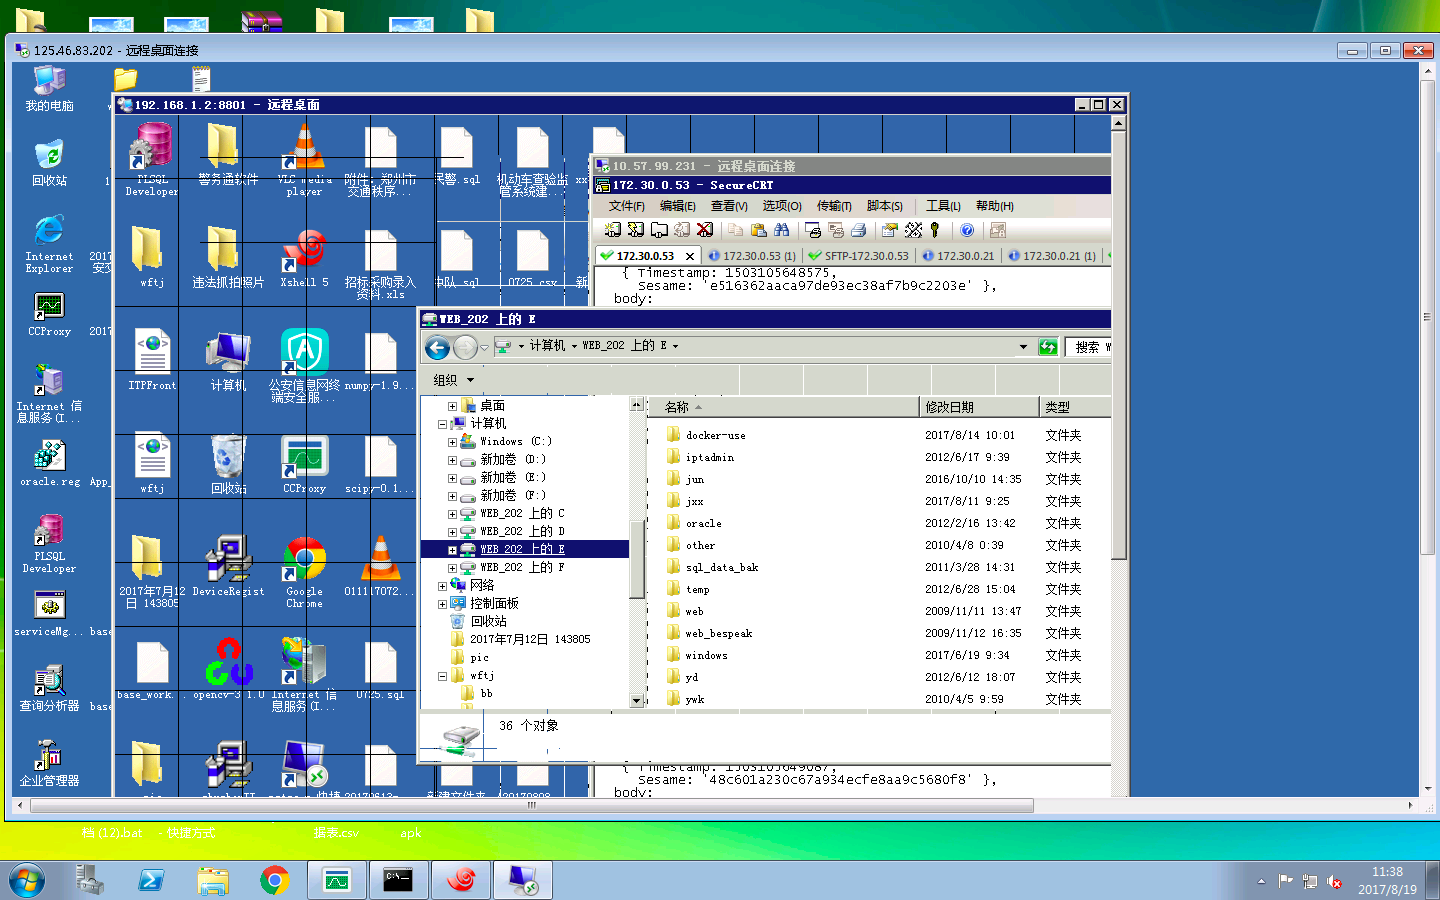 125.46.83.202 - 远程桌面连接
我的电脑
192.168.1.2:8801 - 远程桌面
回收站
Internet Explorer
CCProxy
2017
Internet 信息服务(I...
oracle.reg
App_
PLSQL Developer
serviceMg...
base
查询分析器
base
企业管理器
PLSQL Developer
警务通软件
VLC media player
附件：郑州市交通秩序...
民警.sql
机动车查验监管系统建...
xx
wftj
违法抓拍照片
Xshell 5
招标采购录入资料.xls
中队.sql
0725.csv
新
ITPFront
计算机
公安信息网络终端安全服...
numpy-1.9...
wftj
回收站
CCProxy
scipy-0.1...
2017年7月12日 143805
DeviceRegist
Google Chrome
011117072...
base_work...
opencv-3.1.0
Internet 信息服务(I...
0725.sql
10.57.99.231 - 远程桌面连接
172.30.0.53 - SecureCRT
文件(F) 编辑(E) 查看(V) 选项(O) 传输(T) 脚本(S) 工具(L) 帮助(H)
172.30.0.53 172.30.0.53 (1) SFTP-172.30.0.53 172.30.0.21 172.30.0.21 (1)
{ Timestamp: 1503105648575,
Sesame: 'e516362aaca97de93ec38af7b9c2203e' },
body:
WEB_202 上的 E
计算机 WEB_202 上的 E
搜索 W
组织
桌面
计算机
Windows (C:)
新加卷 (D:)
新加卷 (E:)
新加卷 (F:)
WEB_202 上的 C
WEB_202 上的 D
WEB_202 上的 E
WEB_202 上的 F
网络
控制面板
回收站
2017年7月12日 143805
pic
wftj
bb
名称 修改日期 类型
docker-use 2017/8/14 10:01 文件夹
iptadmin 2012/6/17 9:39 文件夹
jun 2016/10/10 14:35 文件夹
jxx 2017/8/11 9:25 文件夹
oracle 2012/2/16 13:42 文件夹
other 2010/4/8 0:39 文件夹
sql_data_bak 2011/3/28 14:31 文件夹
temp 2012/6/28 15:04 文件夹
web 2009/11/11 13:47 文件夹
web_bespeak 2009/11/12 16:35 文件夹
windows 2017/6/19 9:34 文件夹
yd 2012/6/12 18:07 文件夹
ywk 2010/4/5 9:59 文件夹
36 个对象
{ Timestamp: 1503105649087,
Sesame: '48c601a230c67a934ecfe8aa9c5680f8' },
body:
档 (12).bat
- 快捷方式
据表.csv
apk
11:38
2017/8/19